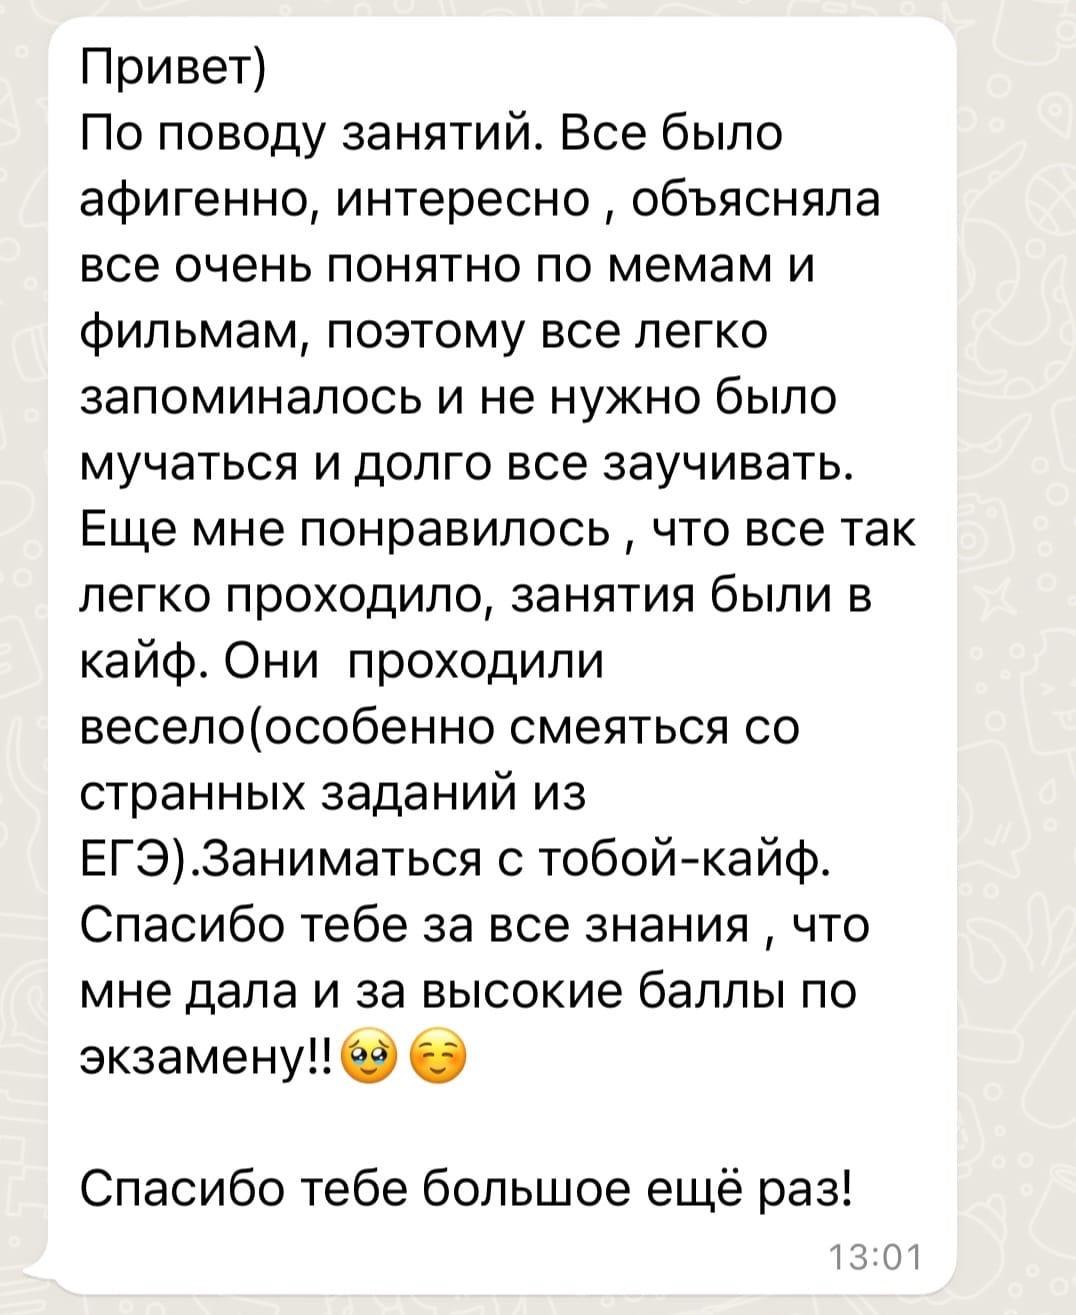 Привет)
По поводу занятий. Все было
афигенно, интересно , объясняла
все очень понятно по мемам и
фильмам, поэтому все легко
запоминалось и не нужно было
мучаться и долго все заучивать.
Еще мне понравилось , что все так
легко проходило, занятия были в
кайф. Они  проходили
весело(особенно смеяться со
странных заданий из
ЕГЭ).Заниматься с тобой-кайф.
Спасибо тебе за все знания , что
мне дала и за высокие баллы по
экзамену!!🥹☺️
Спасибо тебе большое ещё раз!
13:01